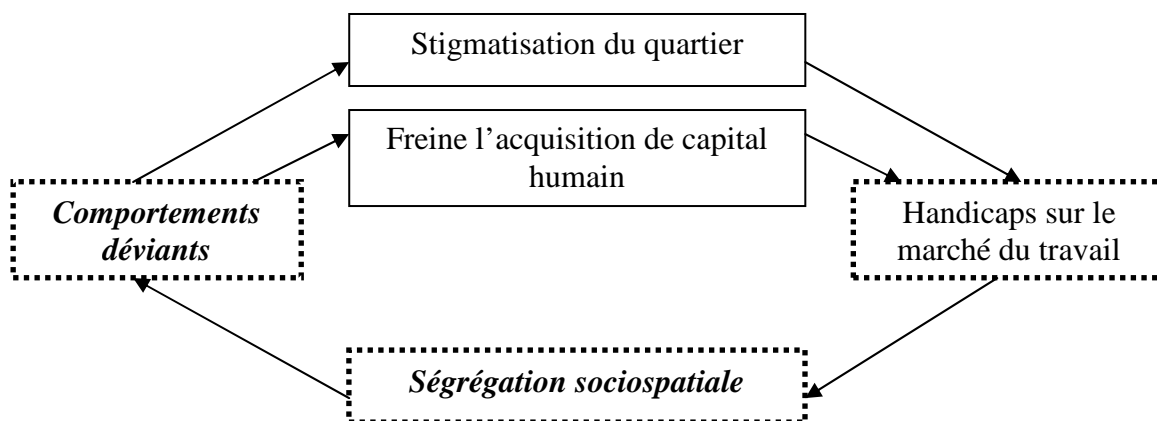 Stigmatisation du quartier
Freine l’acquisition de capital
humain
Comportements
déviants
Handicaps sur le
marché du travail
Ségrégation sociospatiale